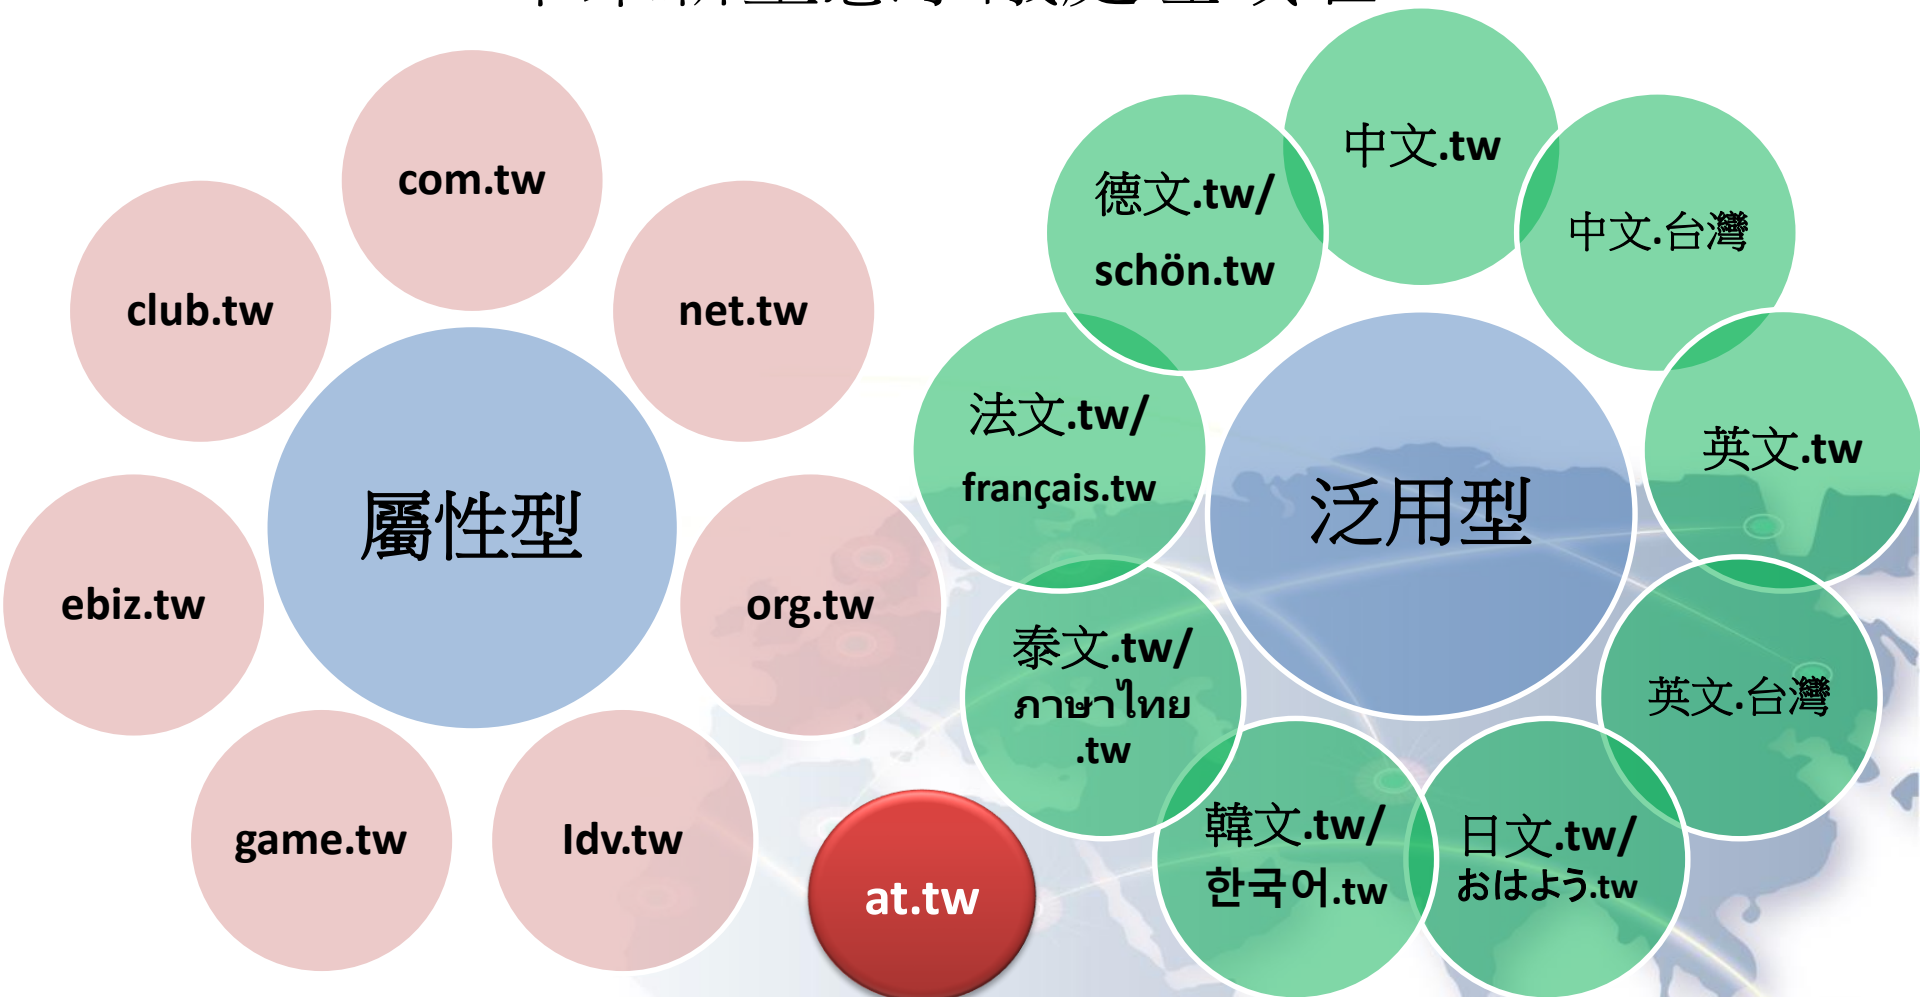 com.tw
club.tw
net.tw
屬性型
ebiz.tw
org.tw
game.tw
Idv.tw
at.tw
中文.tw
德文.tw/
schön.tw
中文.台灣
法文.tw/
français.tw
英文.tw
泛用型
泰文.tw/
ภาษาไทย
.tw
英文.台灣
韓文.tw/
한국어.tw
日文.tw/
おはよう.tw